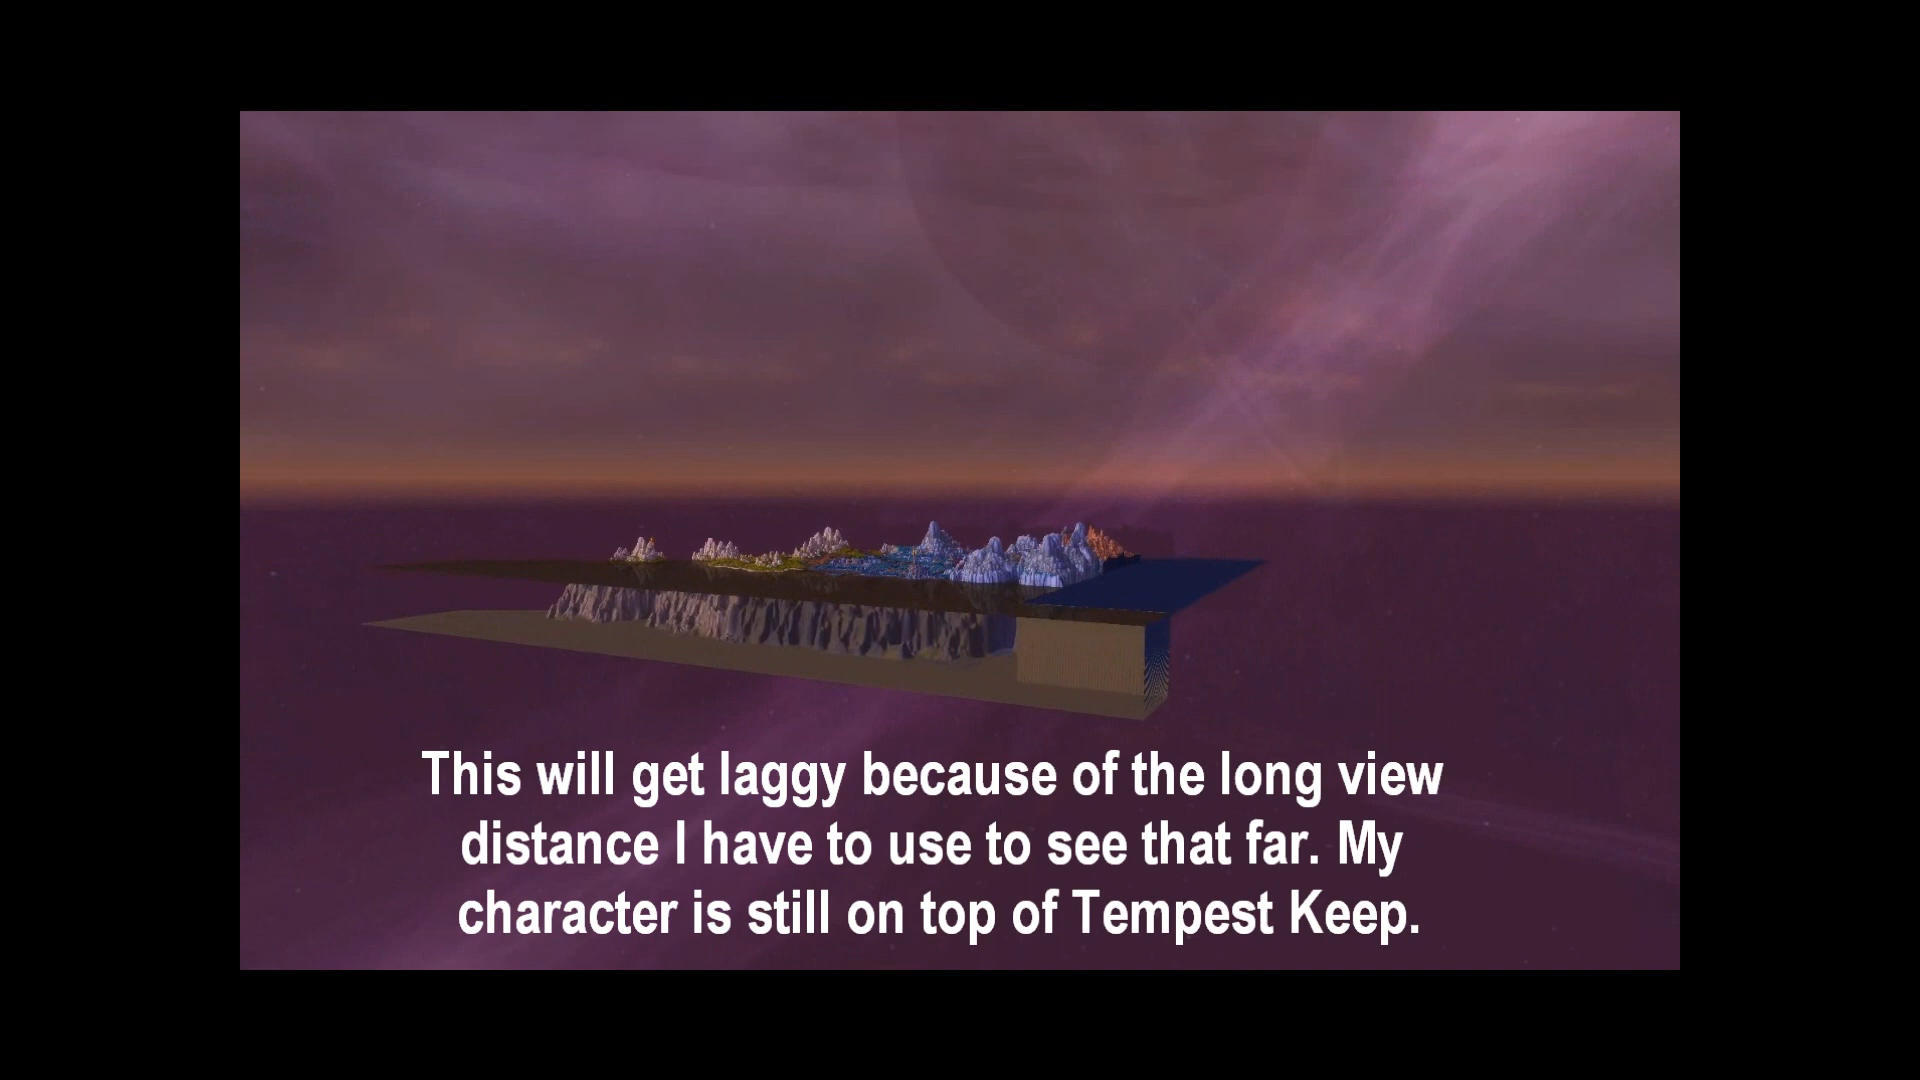 This will get laggy because of the long view
distance I have to use to see that far. My
character is still on top of Tempest Keep.